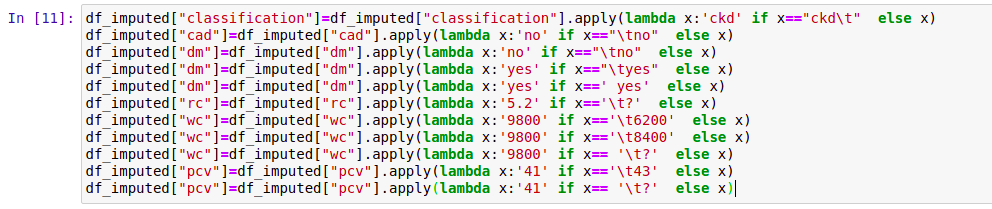 In [11]: df_imputed["classification"]=df_imputed["classification"].apply(lambda x:'ckd' if x=="ckd\t"  else x)
df_imputed["cad"]=df_imputed["cad"].apply(lambda x:'no' if x=="\tno"  else x)
df_imputed["dm"]=df_imputed["dm"].apply(lambda x:'no' if x=="\tno"  else x)
df_imputed["dm"]=df_imputed["dm"].apply(lambda x:'yes' if x=="\tyes"  else x)
df_imputed["dm"]=df_imputed["dm"].apply(lambda x:'yes' if x==' yes'  else x)
df_imputed["rc"]=df_imputed["rc"].apply(lambda x:'5.2' if x=='\t?'  else x)
df_imputed["wc"]=df_imputed["wc"].apply(lambda x:'9800' if x=='\t6200'  else x)
df_imputed["wc"]=df_imputed["wc"].apply(lambda x:'9800' if x=='\t8400'  else x)
df_imputed["wc"]=df_imputed["wc"].apply(lambda x:'9800' if x== '\t?'  else x)
df_imputed["pcv"]=df_imputed["pcv"].apply(lambda x:'41' if x=='\t43'  else x)
df_imputed["pcv"]=df_imputed["pcv"].apply(lambda x:'41' if x== '\t?'  else x)